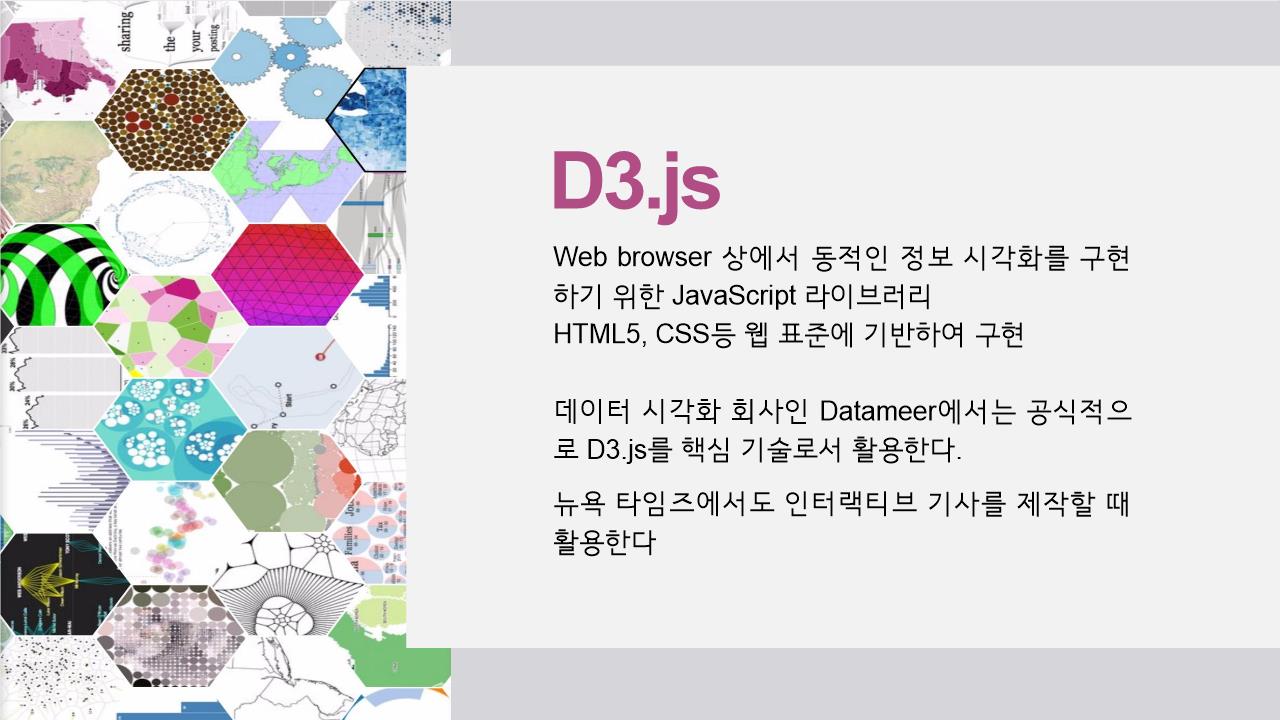 sharing
the
your
posting
D3.js
Web browser 상에서 동적인 정보 시각화를 구현
하기 위한 JavaScript 라이브러리
HTML5, CSS등 웹 표준에 기반하여 구현
데이터 시각화 회사인 Datameer에서는 공식적으
로 D3.js를 핵심 기술로서 활용한다.
뉴욕 타임즈에서도 인터랙티브 기사를 제작할 때
활용한다
Start
Families